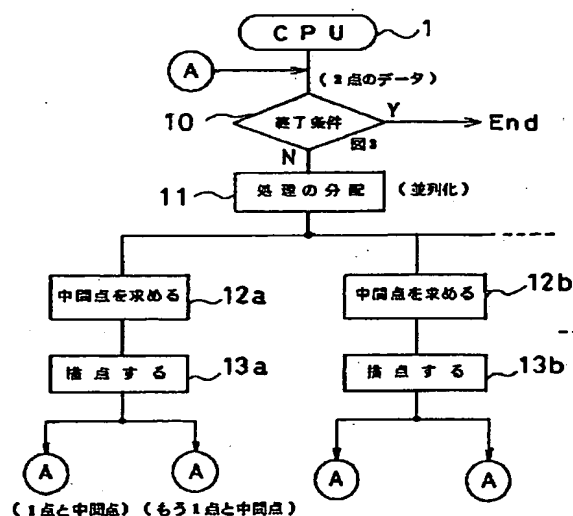 CPU
1
A
(2点のデータ)
10
終了条件
Y
End
図3
N
11
処理の分配
(並列化)
中間点を求める
12a
中間点を求める
12b
描点する
13a
描点する
13b
A
A
A
A
(1点と中間点)
(もう1点と中間点)